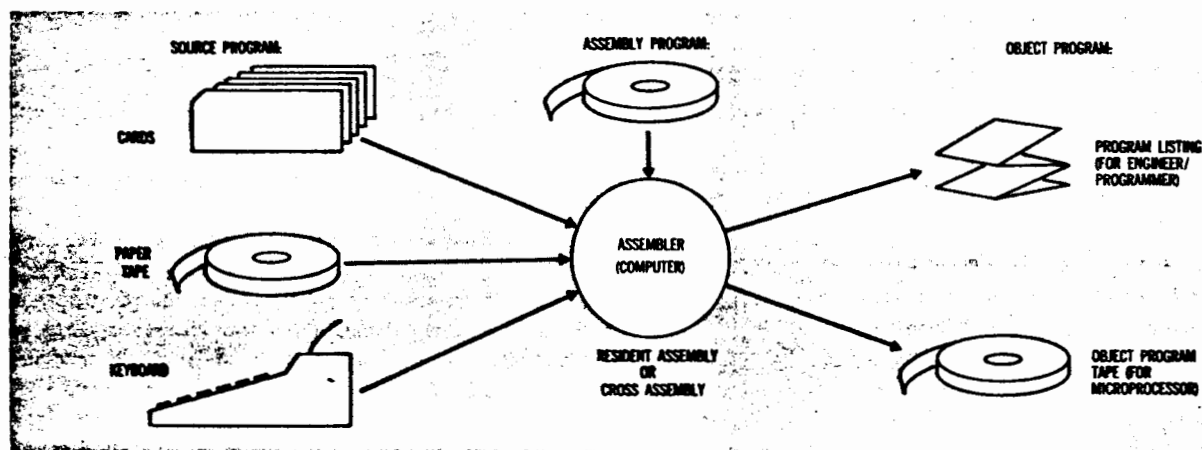 SOURCE PROGRAM:
ASSEMBLY PROGRAM:
OBJECT PROGRAM:
CARDS
PROGRAM LISTING
(FOR ENGINEER/
PROGRAMMER)
PAPER
TAPE
ASSEMBLER
(COMPUTER)
KEYBOARD
RESIDENT ASSEMBLY
OR
CROSS ASSEMBLY
OBJECT PROGRAM
TAPE (FOR
MICROPROCESSOR)